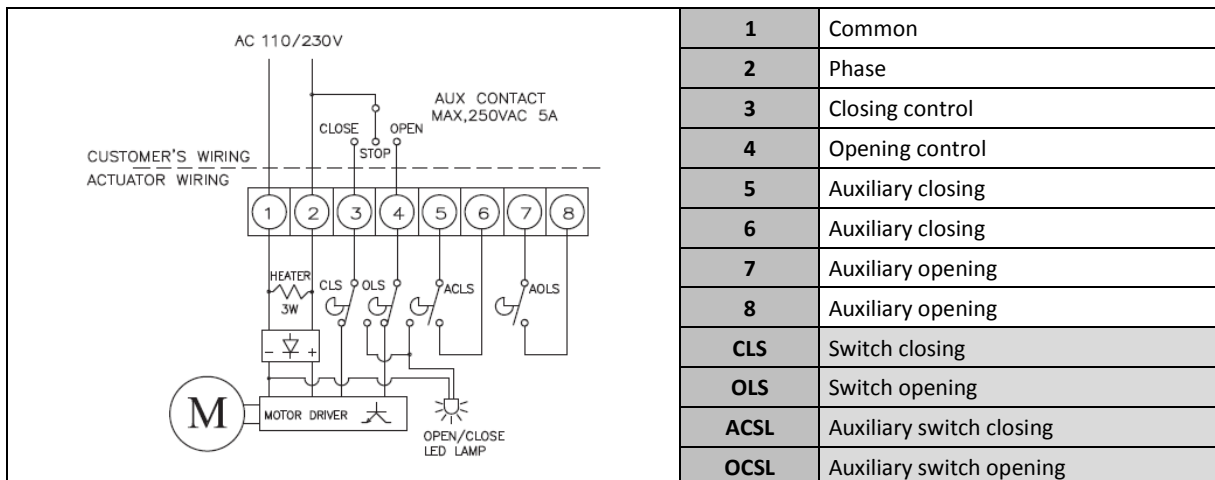 AC 110/230V
AUX CONTACT
MAX,250VAC 5A
CLOSE OPEN
STOP
CUSTOMER'S WIRING
ACTUATOR WIRING
1 2 3 4 5 6 7 8
HEATER
3W
CLS OLS ACLS AOLS
- +
M MOTOR DRIVER
OPEN/CLOSE
LED LAMP
1 Common
2 Phase
3 Closing control
4 Opening control
5 Auxiliary closing
6 Auxiliary closing
7 Auxiliary opening
8 Auxiliary opening
CLS Switch closing
OLS Switch opening
ACSL Auxiliary switch closing
OCSL Auxiliary switch opening